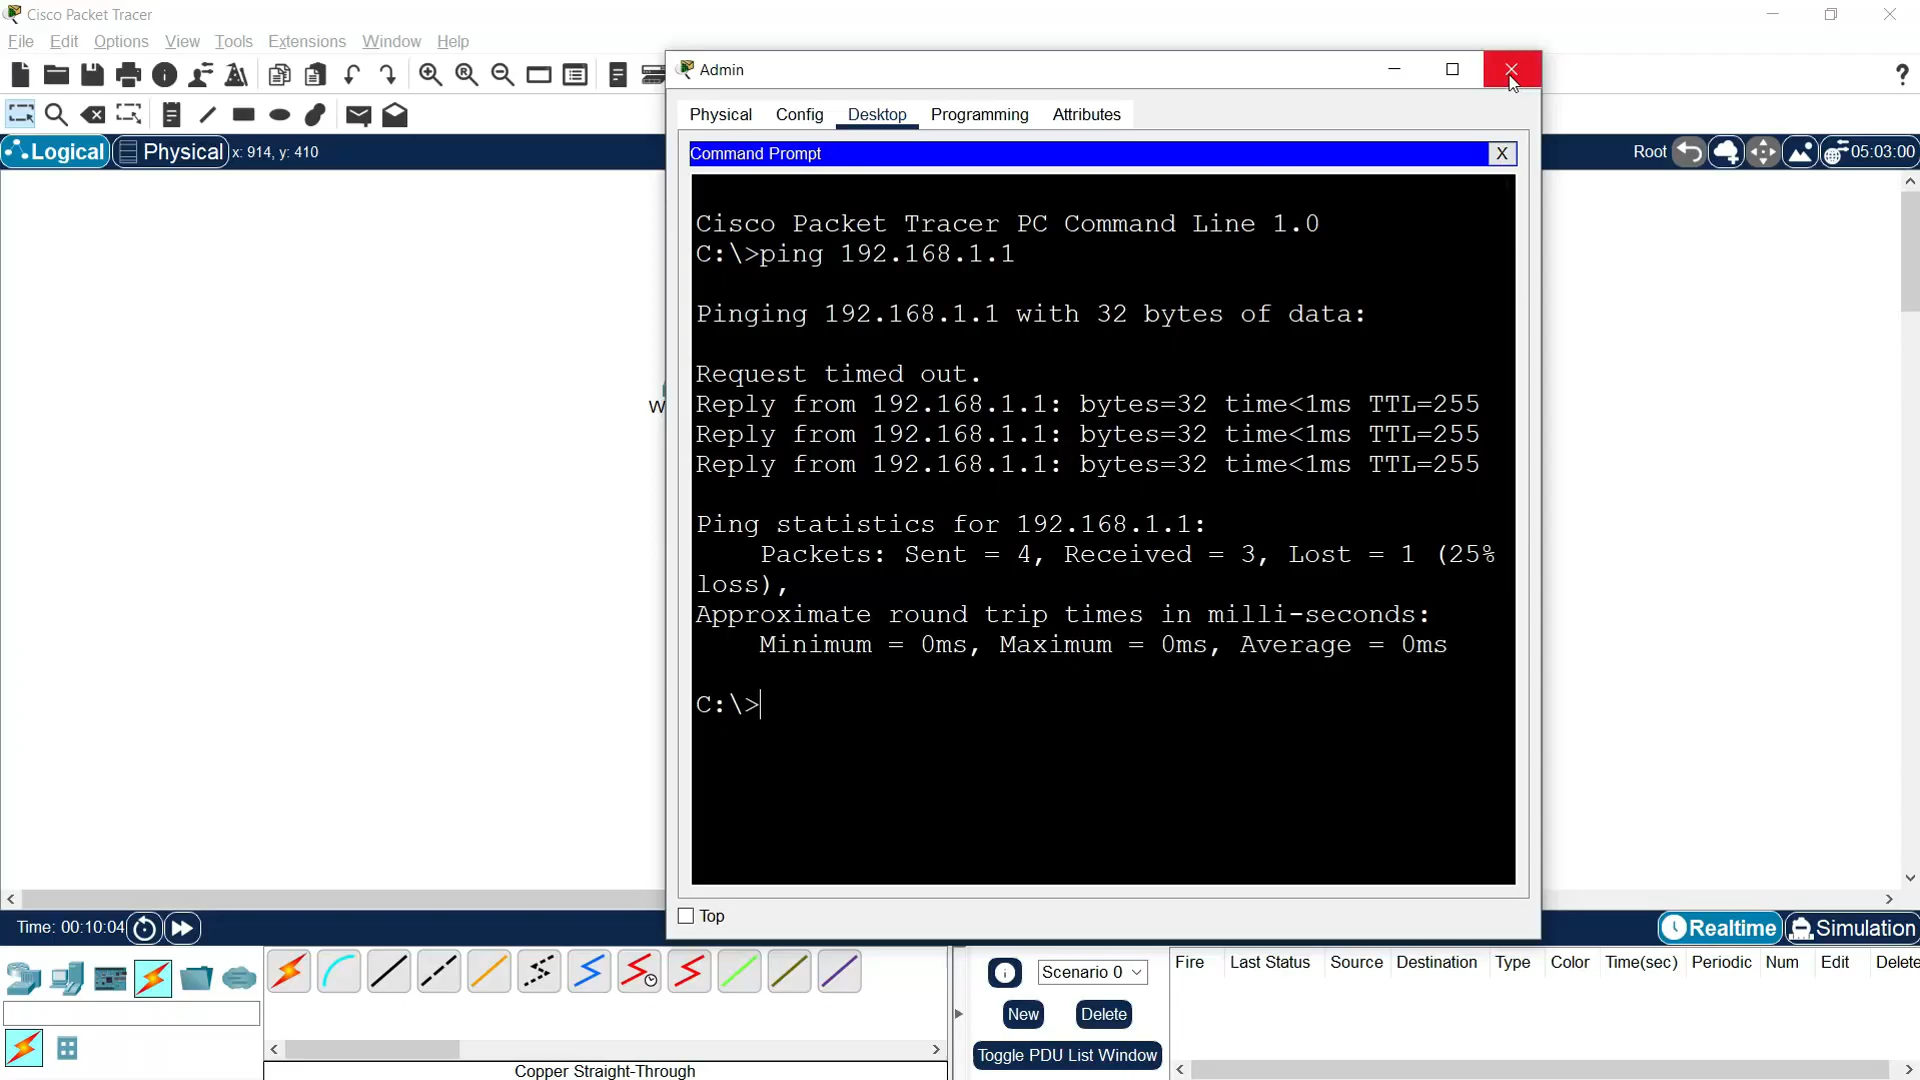 Cisco Packet Tracer
File Edit Options View Tools Extensions Window Help
Admin
Physical Config Desktop Programming Attributes
Logical Physical x: 914, y: 410
Root 05:03:00
Command Prompt X
Cisco Packet Tracer PC Command Line 1.0
C:\>ping 192.168.1.1
Pinging 192.168.1.1 with 32 bytes of data:
Request timed out.
Reply from 192.168.1.1: bytes=32 time<1ms TTL=255
Reply from 192.168.1.1: bytes=32 time<1ms TTL=255
Reply from 192.168.1.1: bytes=32 time<1ms TTL=255
Ping statistics for 192.168.1.1:
Packets: Sent = 4, Received = 3, Lost = 1 (25%
loss),
Approximate round trip times in milli-seconds:
Minimum = 0ms, Maximum = 0ms, Average = 0ms
C:\>
Top
Time: 00:10:04
Realtime Simulation
Scenario 0
Fire Last Status Source Destination Type Color Time(sec) Periodic Num Edit Delete
New Delete
Toggle PDU List Window
Copper Straight-Through